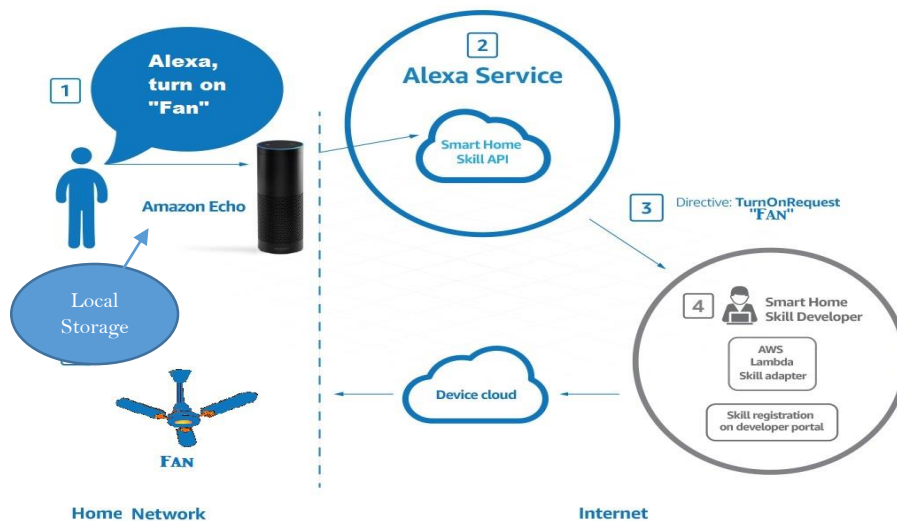 1
Alexa,
turn on
"Fan"
Amazon Echo
Local
Storage
FAN
Home Network
2
Alexa Service
Smart Home
Skill API
3
Directive: TurnOnRequest
"FAN"
4
Smart Home
Skill Developer
AWS
Lambda
Skill adapter
Skill registration
on developer portal
Device cloud
Internet